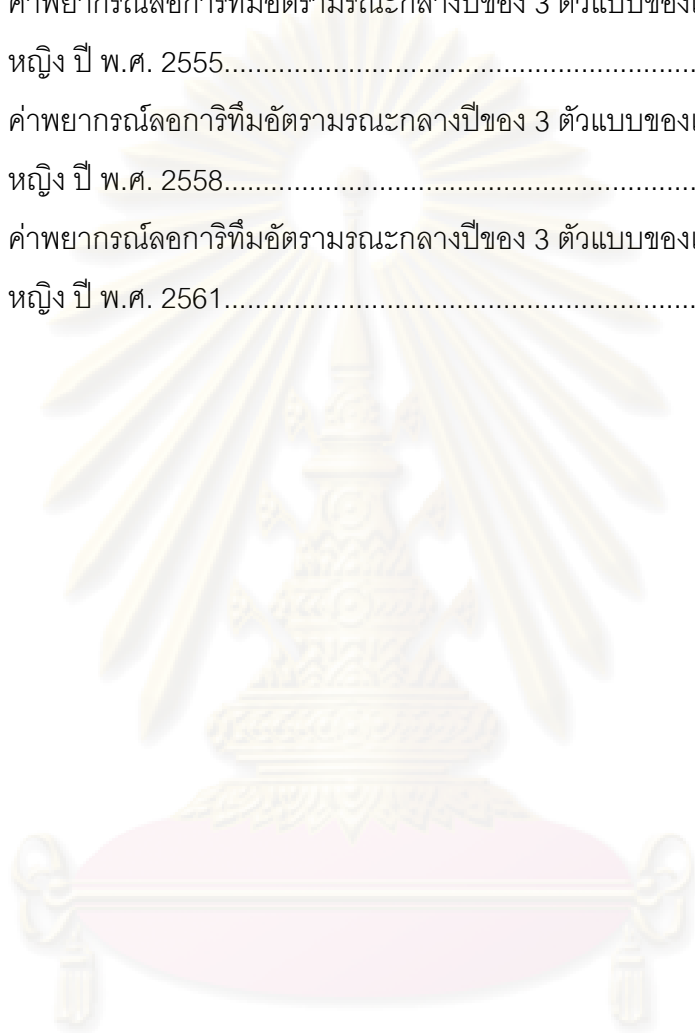 ค่าพยากรณ์ลอการิทึมอัตรามรณะกลางปีของ 3 ตัวแบบของ
หญิง ปี พ.ศ. 2555................................................................
ค่าพยากรณ์ลอการิทึมอัตรามรณะกลางปีของ 3 ตัวแบบของ
หญิง ปี พ.ศ. 2558................................................................
ค่าพยากรณ์ลอการิทึมอัตรามรณะกลางปีของ 3 ตัวแบบของ
หญิง ปี พ.ศ. 2561................................................................